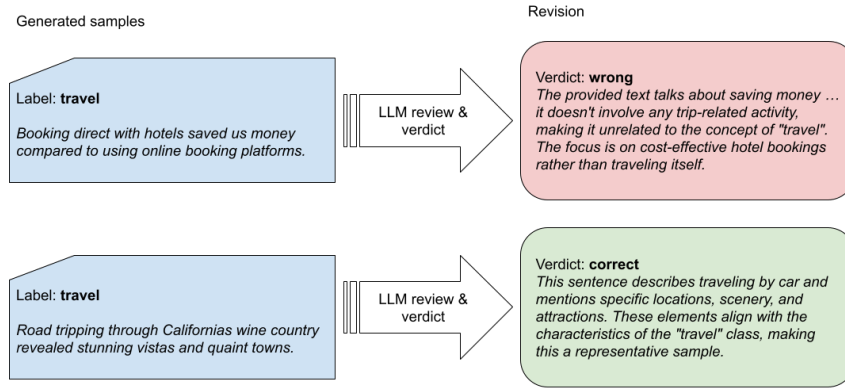 Generated samples
Revision
Label: travel
Booking direct with hotels saved us money
compared to using online booking platforms.
LLM review &
verdict
Verdict: wrong
The provided text talks about saving money …
it doesn't involve any trip-related activity,
making it unrelated to the concept of "travel".
The focus is on cost-effective hotel bookings
rather than traveling itself.
Label: travel
Road tripping through Californias wine country
revealed stunning vistas and quaint towns.
LLM review &
verdict
Verdict: correct
This sentence describes traveling by car and
mentions specific locations, scenery, and
attractions. These elements align with the
characteristics of the "travel" class, making
this a representative sample.